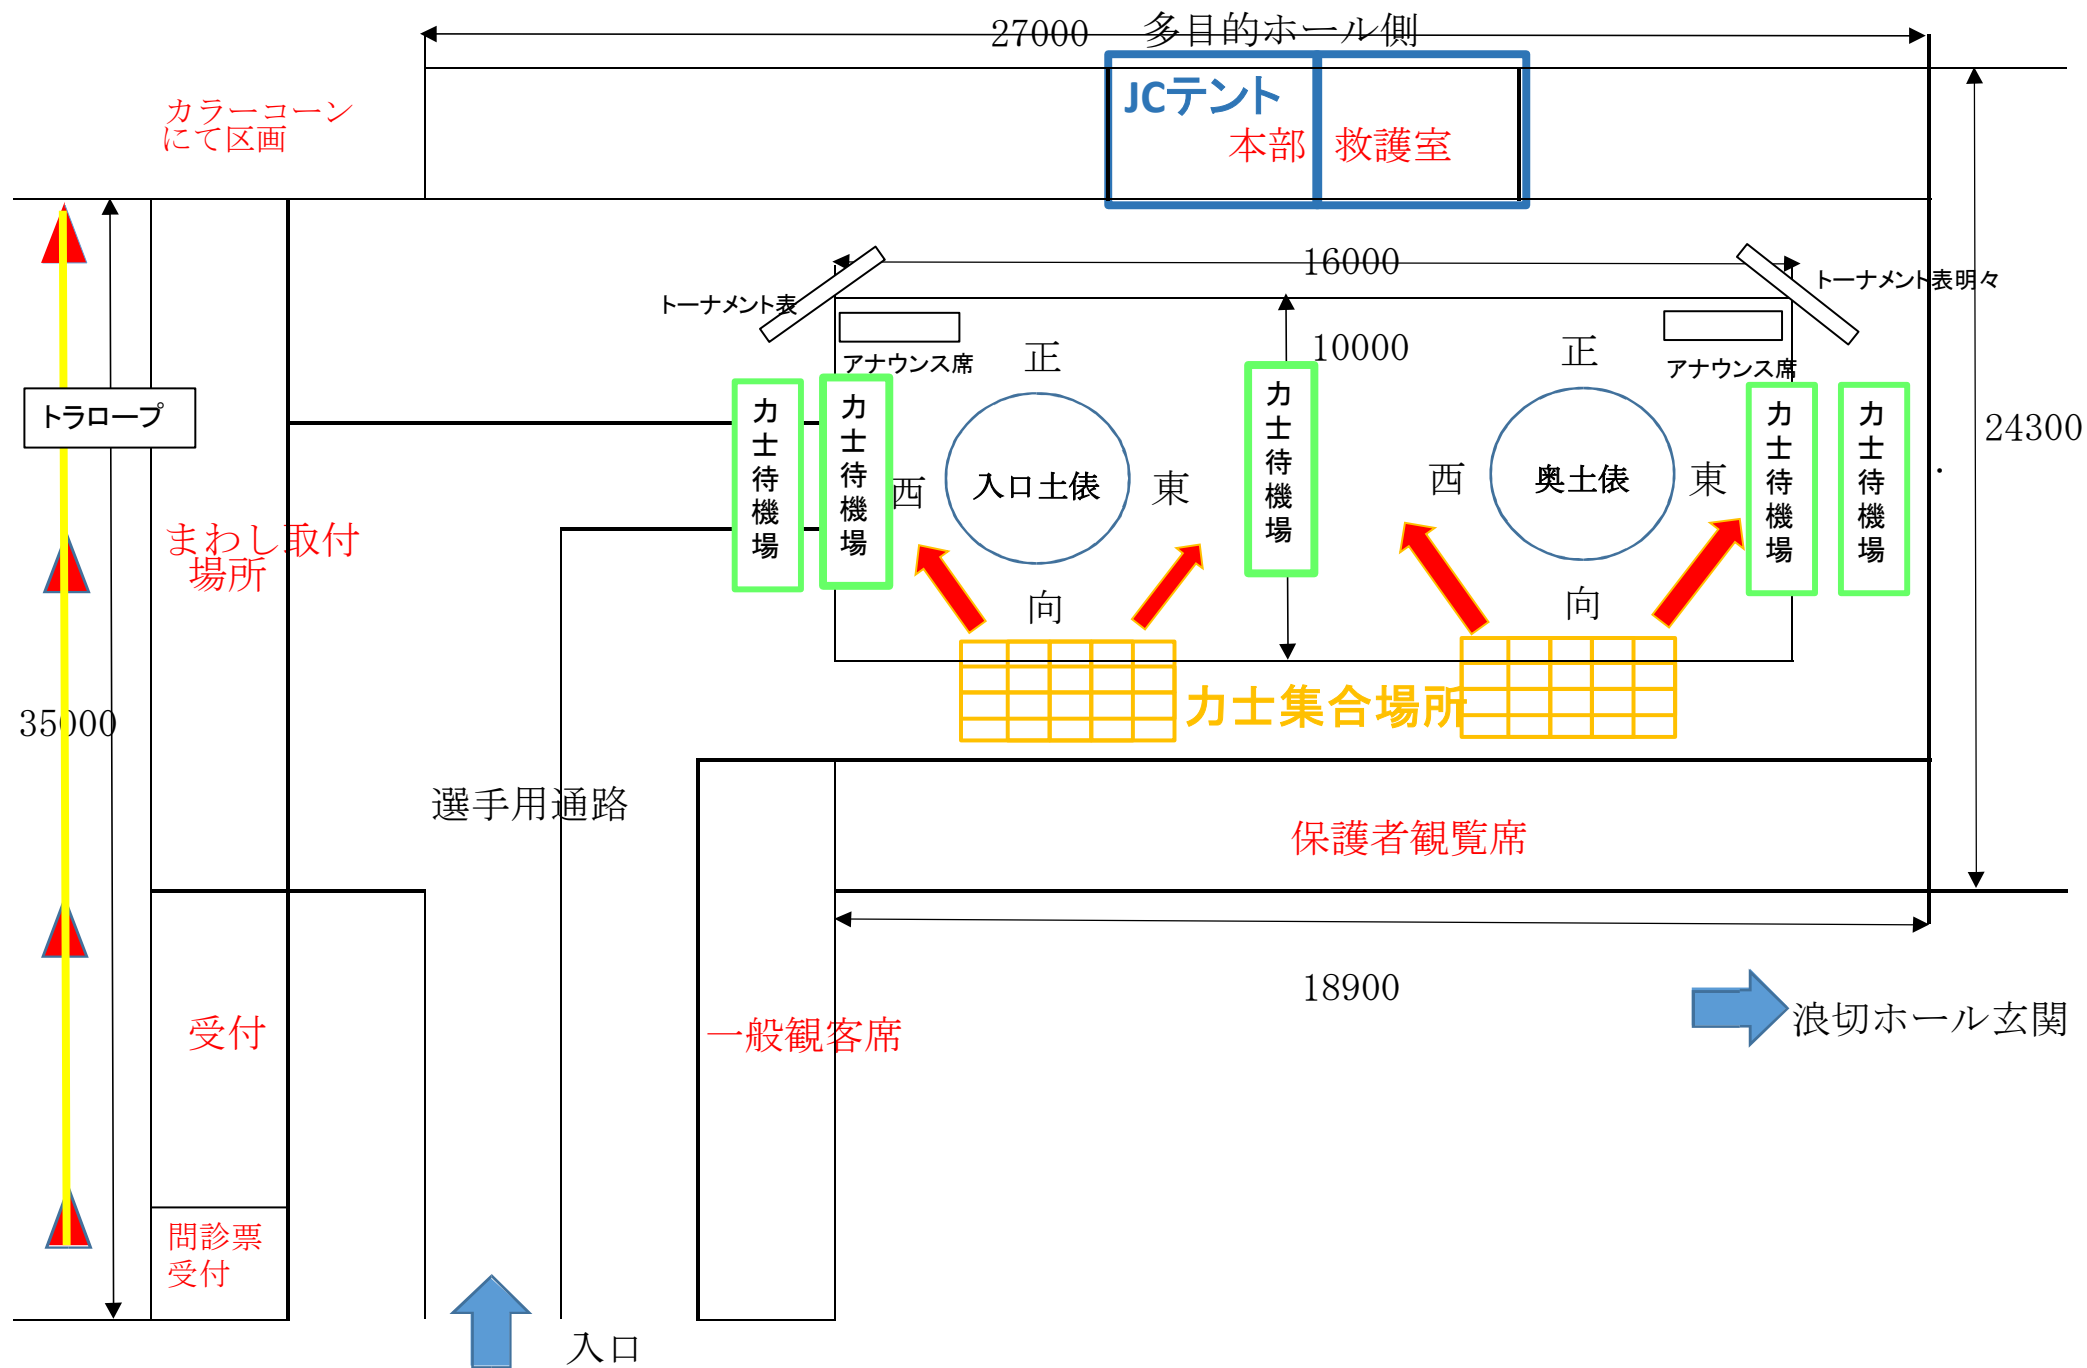 27000
多目的ホール側
JCテント
本部
救護室
カラーコーン
にて区画
16000
トーナメント表
トーナメント表明々
アナウンス席
アナウンス席
10000
正
正
24300
トラロープ
力士待機場
力士待機場
力士待機場
力士待機場
力士待機場
西
入口土俵
東
西
奥土俵
東
.
まわし取付
場所
向
向
35000
力士集合場所
選手用通路
保護者観覧席
18900
受付
一般観客席
浪切ホール玄関
問診票
受付
入口